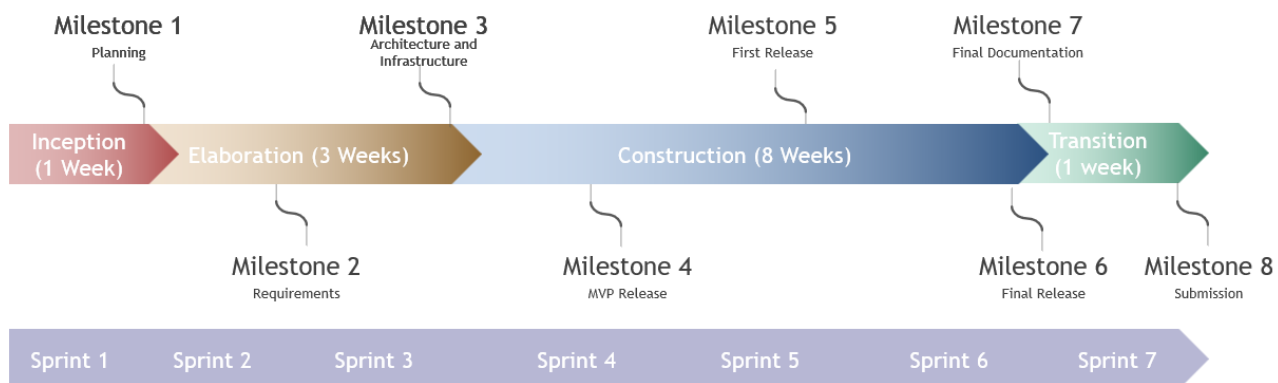 Milestone 1
Planning
Milestone 3
Architecture and
Infrastructure
Milestone 5
First Release
Milestone 7
Final Documentation
Inception
(1 Week)
Elaboration (3 Weeks)
Construction (8 Weeks)
Transition
(1 week)
Milestone 2
Requirements
Milestone 4
MVP Release
Milestone 6
Final Release
Milestone 8
Submission
Sprint 1
Sprint 2
Sprint 3
Sprint 4
Sprint 5
Sprint 6
Sprint 7